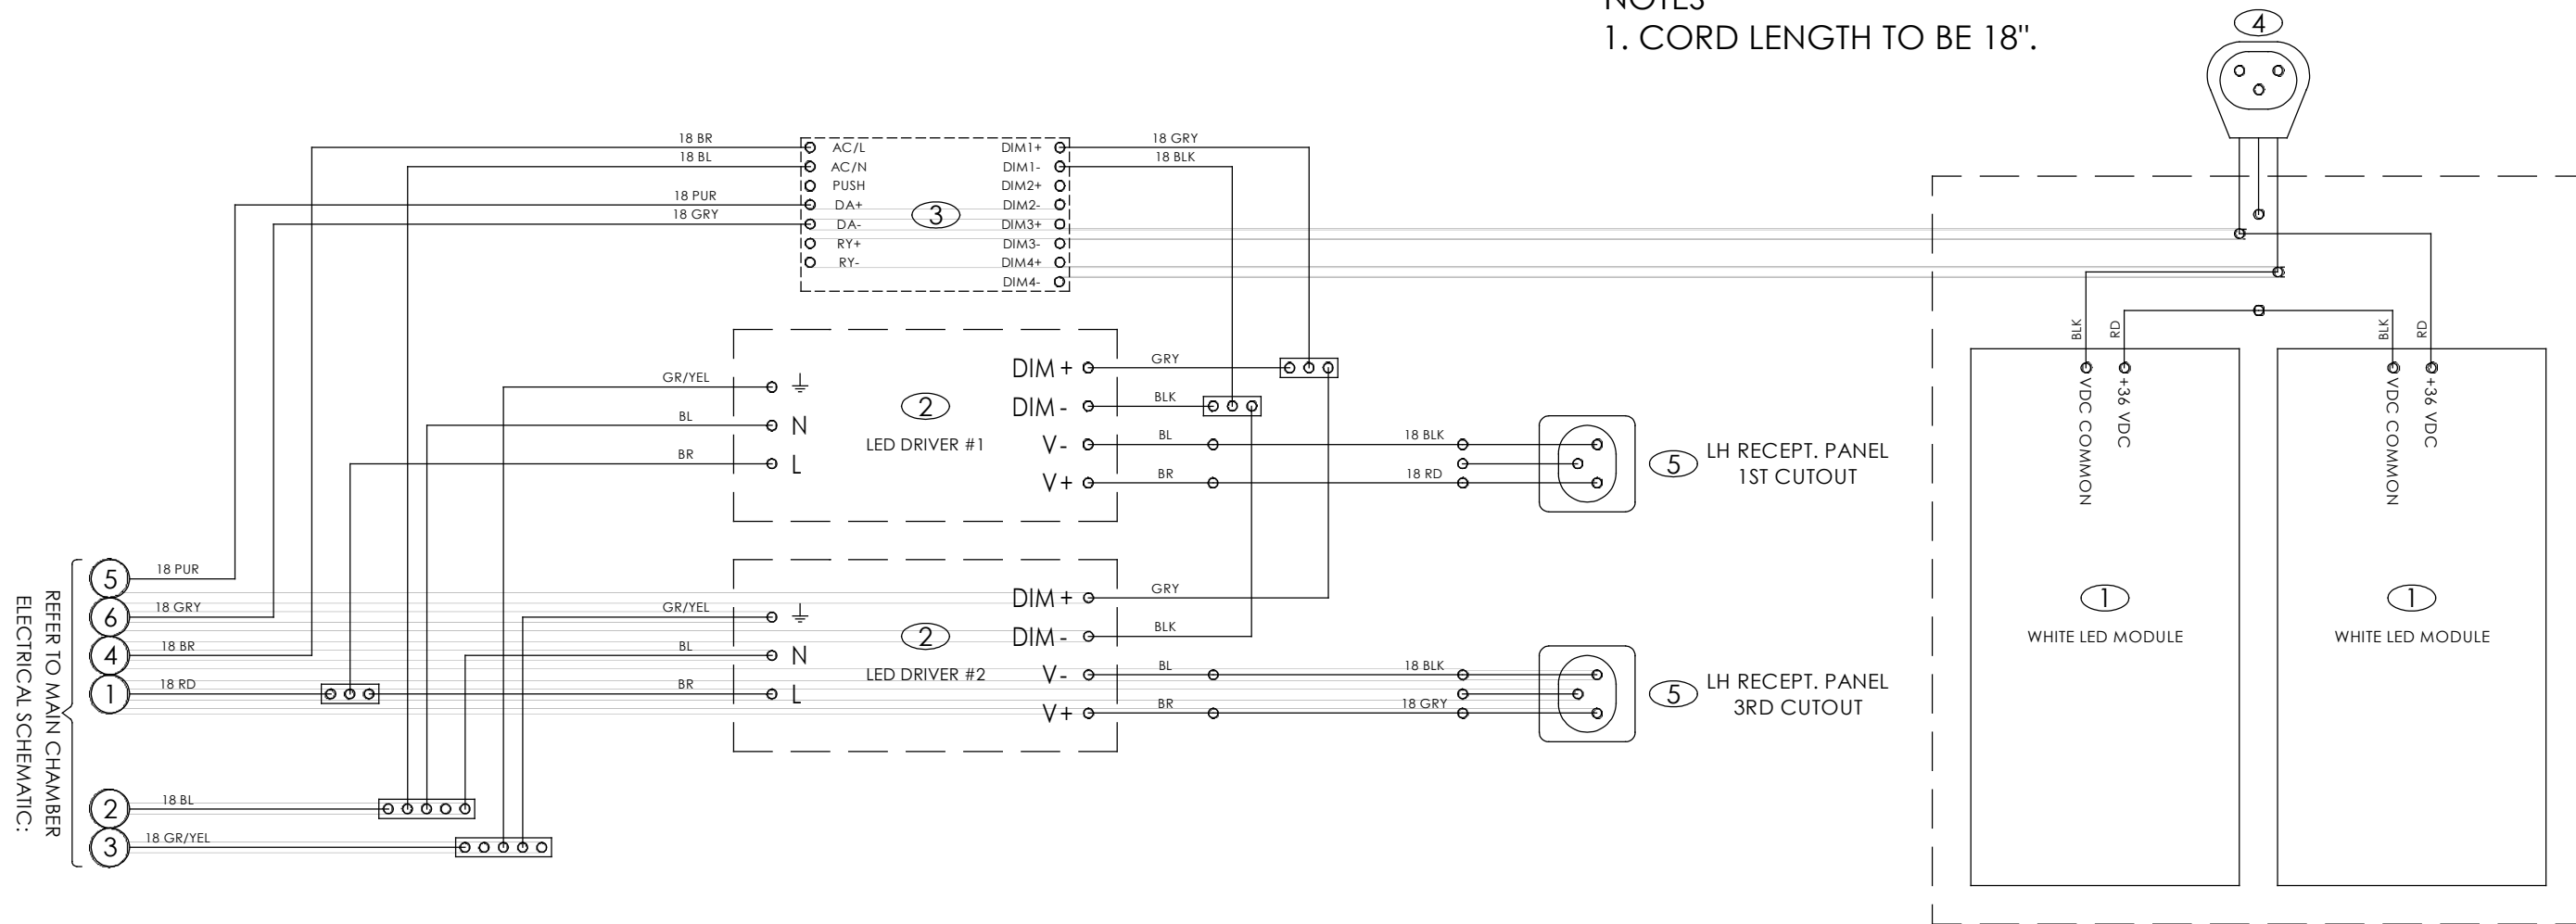 NOTES
1. CORD LENGTH TO BE 18".
4
18 BR
18 BL
18 PUR
18 GRY
AC/L
AC/N
PUSH
DA+
DA-
RY+
RY-
3
DIM1+
DIM1-
DIM2+
DIM2-
DIM3+
DIM3-
DIM4+
DIM4-
18 GRY
18 BLK
GR/YEL
BL
BR
N
L
2
LED DRIVER #1
DIM +
DIM -
V -
V +
GRY
BLK
BL
BR
18 BLK
18 RD
5
LH RECEPT. PANEL
1ST CUTOUT
GR/YEL
BL
BR
N
L
2
LED DRIVER #2
DIM +
DIM -
V -
V +
GRY
BLK
BL
BR
18 BLK
18 GRY
5
LH RECEPT. PANEL
3RD CUTOUT
REFER TO MAIN CHAMBER
ELECTRICAL SCHEMATIC:
5
18 PUR
6
18 GRY
4
18 BR
1
18 RD
2
18 BL
3
18 GR/YEL
BLK
RD
BLK
RD
VDC COMMON
+36 VDC
VDC COMMON
+36 VDC
1
WHITE LED MODULE
1
WHITE LED MODULE